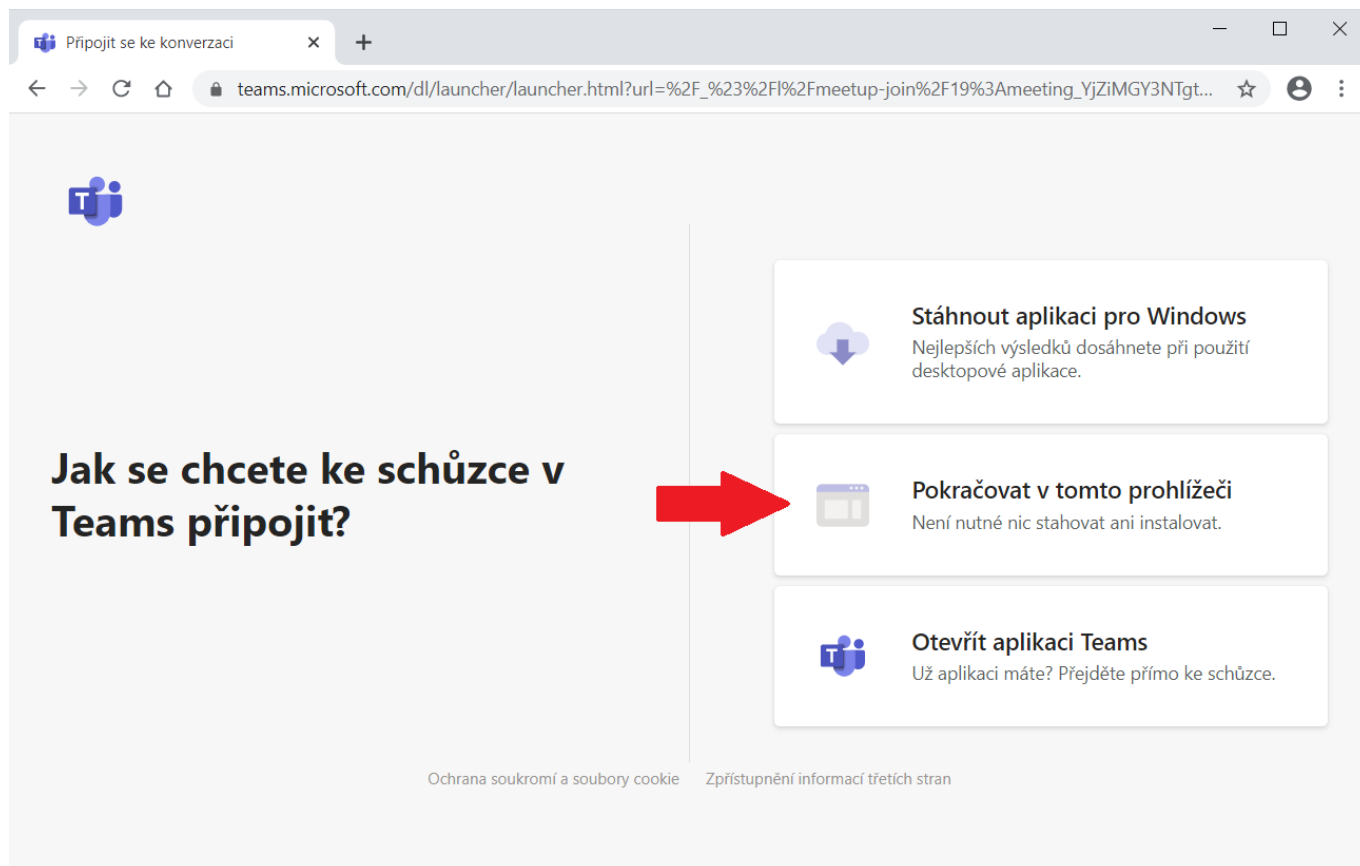 Připojit se ke konverzaci
teams.microsoft.com/dl/launcher/launcher.html?url=%2F_%23%2Fl%2Fmeetup-join%2F19%3Ameeting_YjZiMGY3NTgt...
T
Stáhnout aplikaci pro Windows
Nejlepších výsledků dosáhnete při použití
desktopové aplikace.
Jak se chcete ke schůzce v
Teams připojit?
Pokračovat v tomto prohlížeči
Není nutné nic stahovat ani instalovat.
T
Otevřít aplikaci Teams
Už aplikaci máte? Přejděte přímo ke schůzce.
Ochrana soukromí a soubory cookie Zpřístupnění informací třetích stran